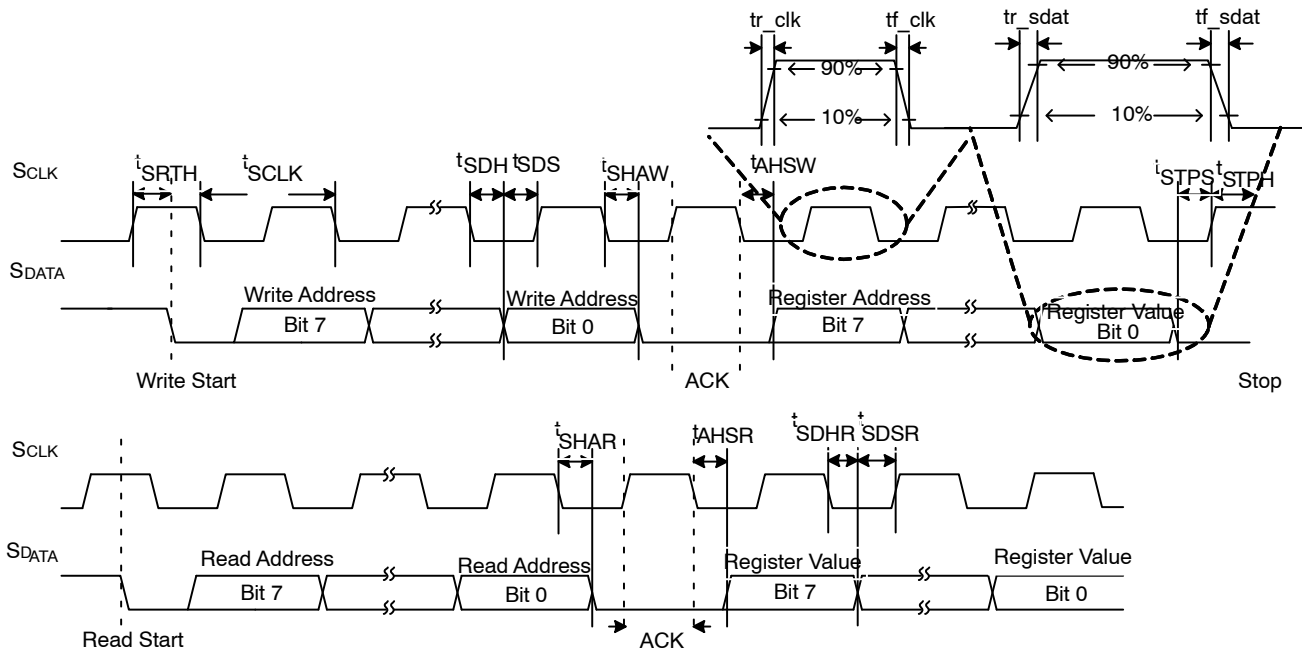 tr_clk tf_clk tr_sdat tf_sdat
90% 90%
10% 10%
SCLK tSRTH tSCLK tSDH tSDS tSHAW tAHSW tSTPS tSTPH
SDATA
Write Address Write Address Register Address Register Value
Bit 7 Bit 0 Bit 7 Bit 0
Write Start ACK Stop
SCLK tSHAR tAHSR tSDHR tSDSR
SDATA
Read Address Read Address Register Value Register Value
Bit 7 Bit 0 Bit 7 Bit 0
Read Start ACK